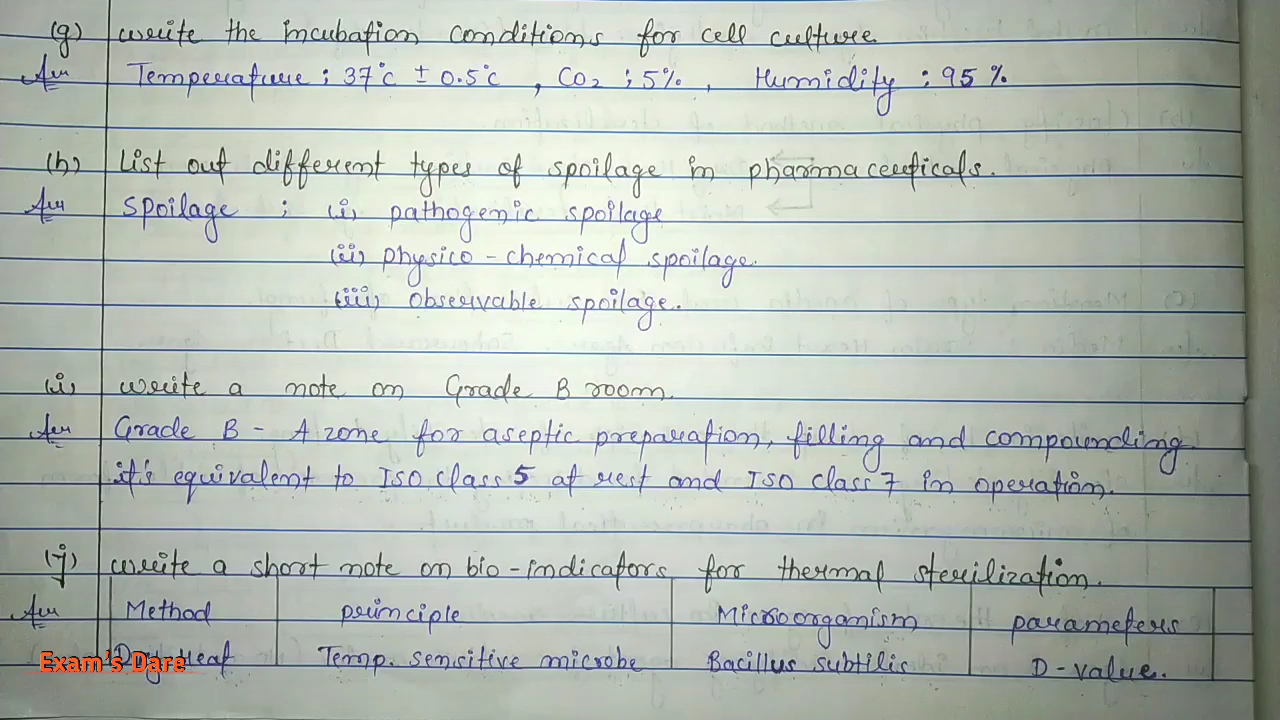 (g) write the incubation conditions for cell culture.
Ans Temperature : 37°c ± 0.5°c , CO2 : 5%. , Humidity : 95 %
(h) List out different types of spoilage in pharmaceuticals.
Ans Spoilage : (i) pathogenic spoilage
(ii) physico - chemical spoilage.
(iii) observable spoilage.
(i) write a note on Grade B room.
Ans Grade B - A zone for aseptic preparation, filling and compounding
it's equivalent to ISO class 5 at rest and ISO class 7 in operation.
(j) write a short note on bio-indicators for thermal sterilization.
Ans Method principle Microorganism parameters
Dry Heat Temp. sensitive microbe Bacillus subtilis D-value.
Exam's Dare